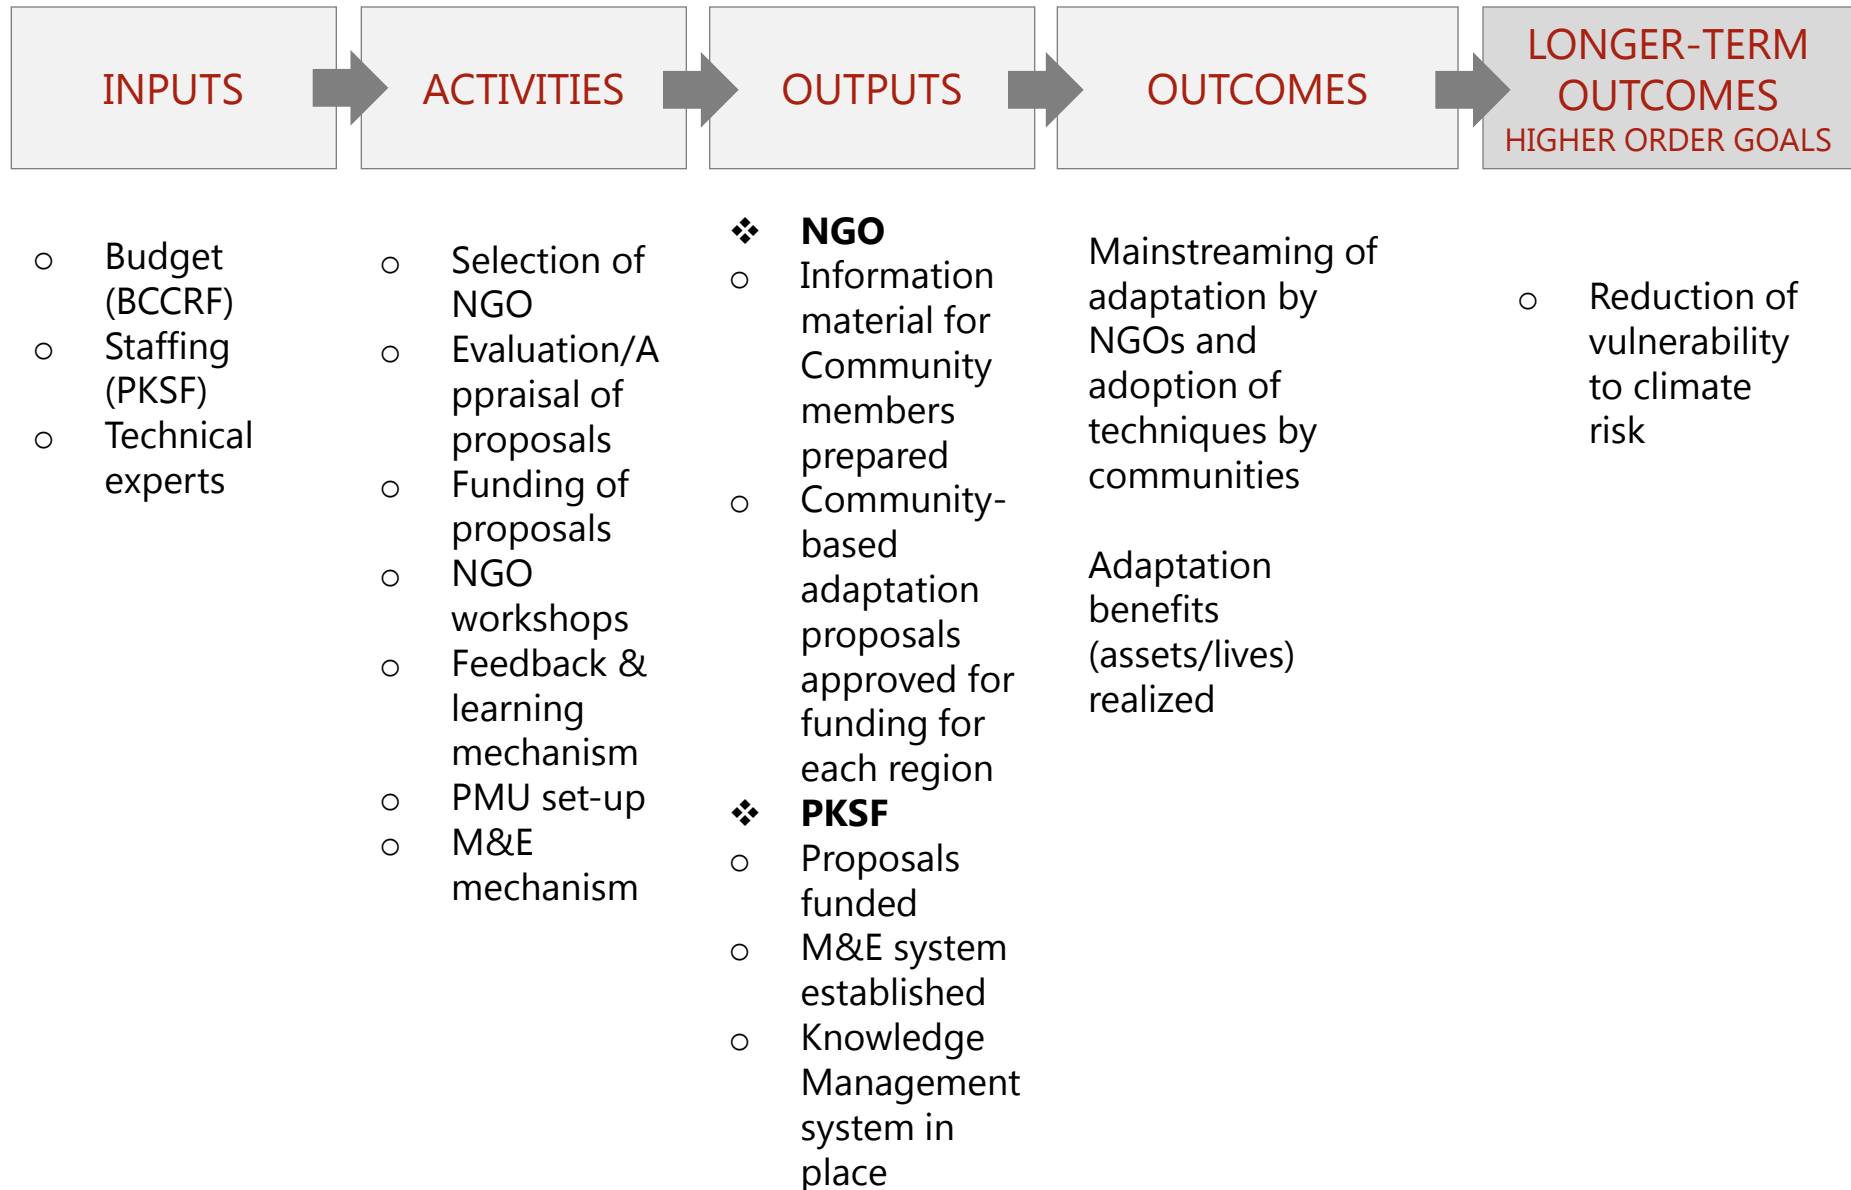 INPUTS
ACTIVITIES
OUTPUTS
OUTCOMES
LONGER-TERM
OUTCOMES
HIGHER ORDER GOALS
o Budget
(BCCRF)
o Staffing
(PKSF)
o Technical
experts
o Selection of
NGO
o Evaluation/A
ppraisal of
proposals
o Funding of
proposals
o NGO
workshops
o Feedback &
learning
mechanism
o PMU set-up
o M&E
mechanism
❖ NGO
o Information
material for
Community
members
prepared
o Community-
based
adaptation
proposals
approved for
funding for
each region
❖ PKSF
o Proposals
funded
o M&E system
established
o Knowledge
Management
system in
place
Mainstreaming of
adaptation by
NGOs and
adoption of
techniques by
communities
Adaptation
benefits
(assets/lives)
realized
o Reduction of
vulnerability
to climate
risk